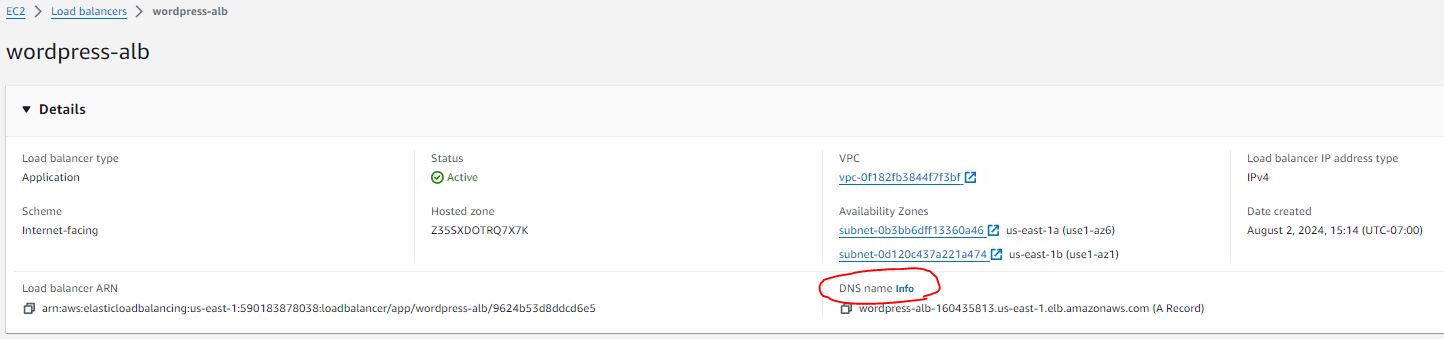 EC2 > Load balancers > wordpress-alb
wordpress-alb
Details
Load balancer type
Application
Status
Active
VPC
vpc-0f182fb3844f7f3bf
Load balancer IP address type
IPv4
Scheme
Internet-facing
Hosted zone
Z35SXDOTRQ7X7K
Availability Zones
subnet-0b3bb6dff13360a46 us-east-1a (use1-az6)
subnet-0d120c437a221a474 us-east-1b (use1-az1)
Date created
August 2, 2024, 15:14 (UTC-07:00)
Load balancer ARN
arn:aws:elasticloadbalancing:us-east-1:590183878038:loadbalancer/app/wordpress-alb/9624b53d8ddcd6e5
DNS name Info
wordpress-alb-160435813.us-east-1.elb.amazonaws.com (A Record)